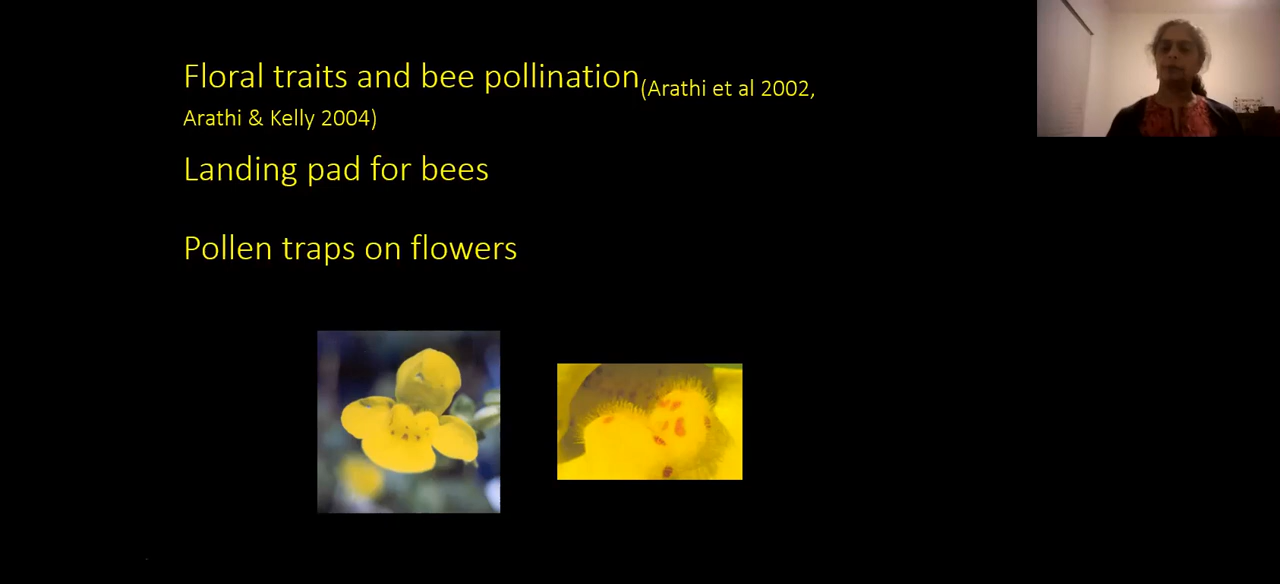 Floral traits and bee pollination(Arathi et al 2002,
Arathi & Kelly 2004)
Landing pad for bees
Pollen traps on flowers